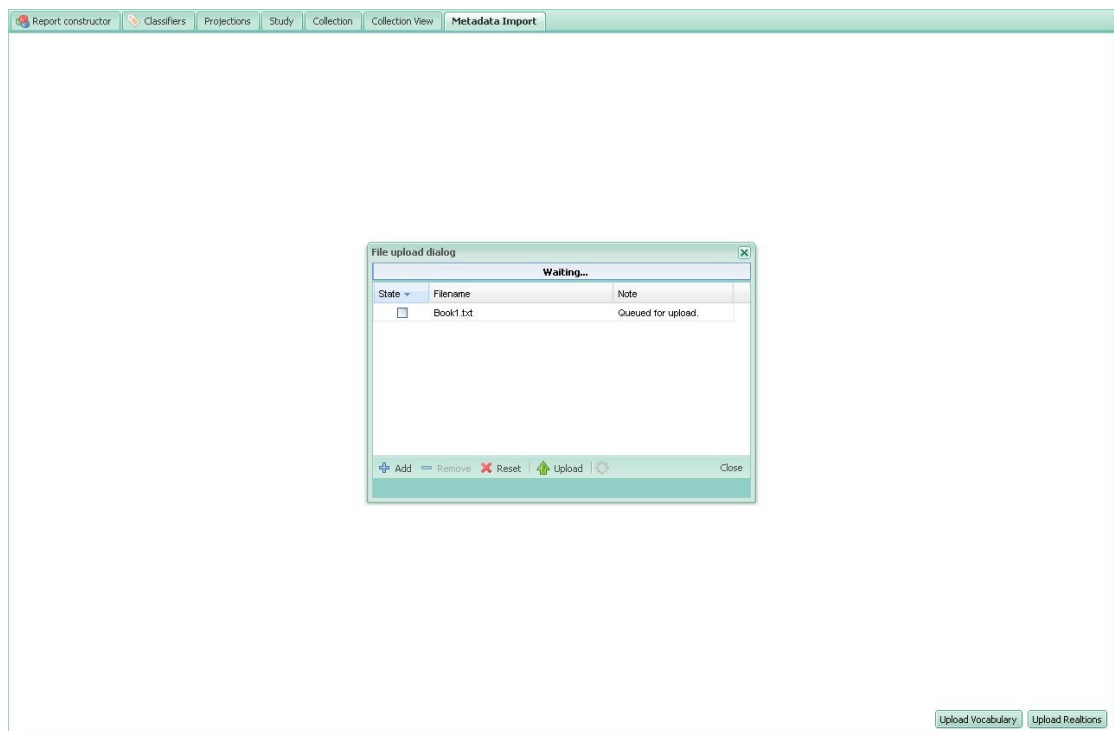 Report constructor Classifiers Projections Study Collection Collection View Metadata Import
File upload dialog
Waiting...
State Filename Note
Book1.txt Queued for upload.
Add Remove Reset Upload Close
Upload Vocabulary Upload Realtions